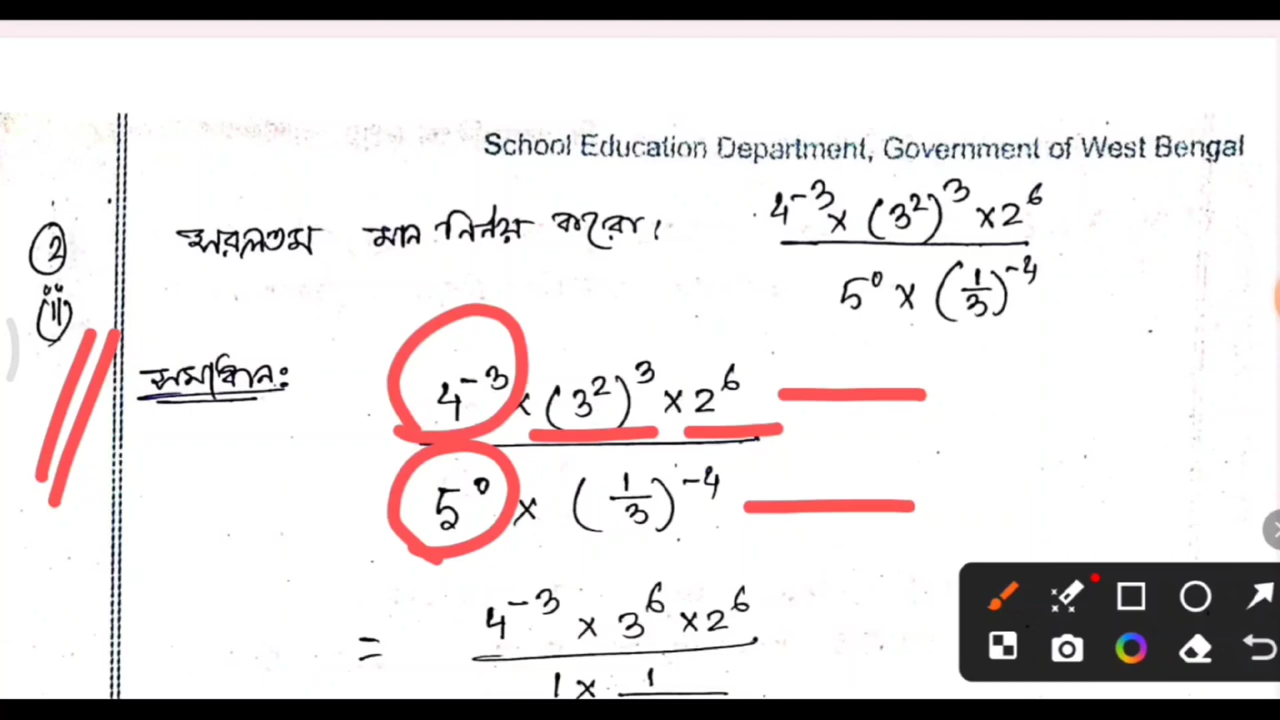 School Education Department, Government of West Bengal
② (ii) সরলতম মান নির্ণয় করো। 4⁻³ × (3²)³ × 2⁶
5⁰ × (1/3)⁻⁴
সমাধান:
4⁻³ × (3²)³ × 2⁶
5⁰ × (1/3)⁻⁴
= 4⁻³ × 3⁶ × 2⁶
1 × 1